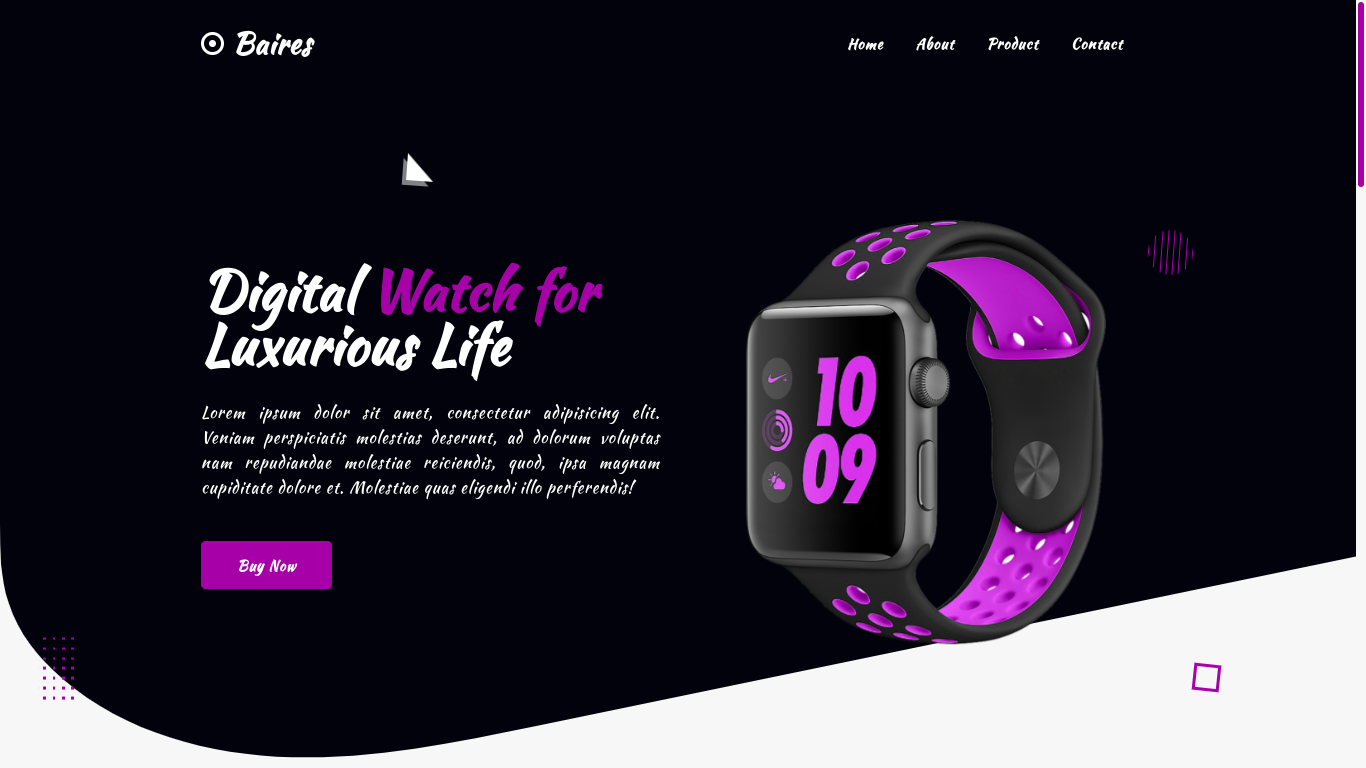 Baires
Home
About
Product
Contact
Digital Watch for
Luxurious Life
Lorem ipsum dolor sit amet, consectetur adipisicing elit.
Veniam perspiciatis molestias deserunt, ad dolorum voluptas
nam repudiandae molestiae reiciendis, quod, ipsa magnam
cupiditate dolore et. Molestiae quas eligendi illo perferendis!
Buy Now
10
09